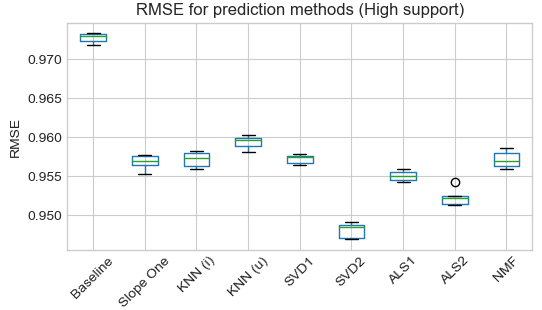 RMSE for prediction methods (High support)
RMSE
0.970
0.965
0.960
0.955
0.950
Baseline
Slope One
KNN (i)
KNN (u)
SVD1
SVD2
ALS1
ALS2
NMF